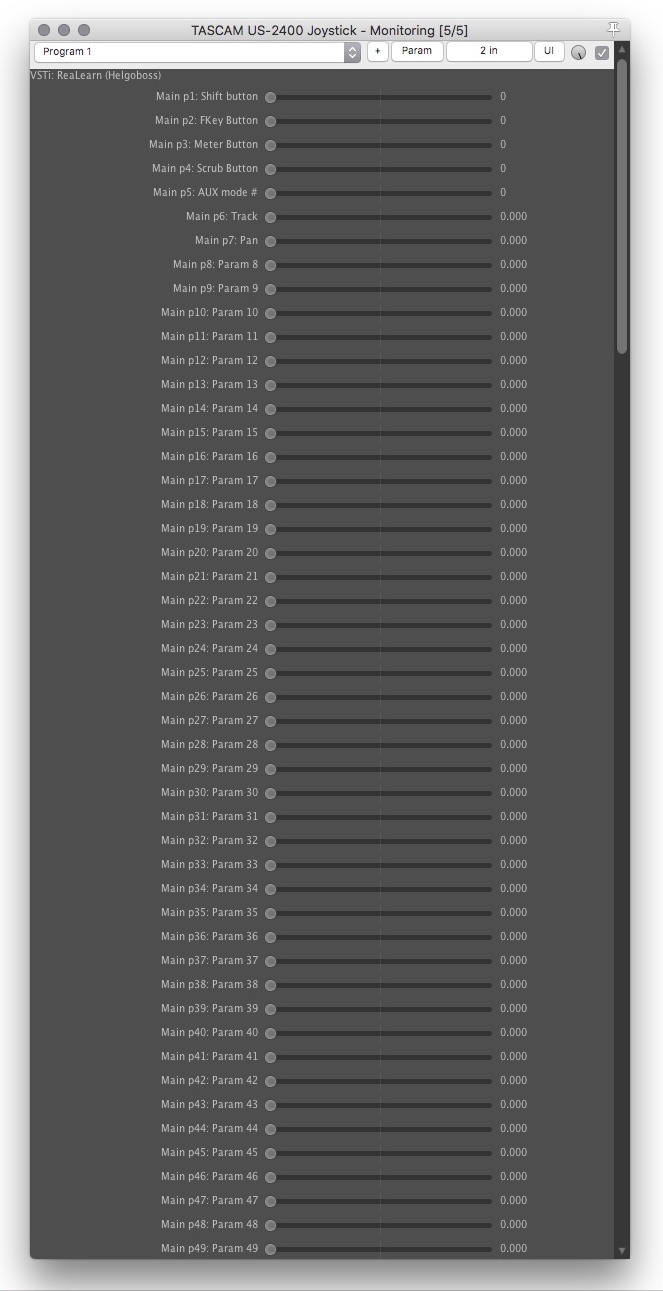 TASCAM US-2400 Joystick - Monitoring [5/5]
Program 1 + Param 2 in UI
VSTi: ReaLearn (Helgoboss)
Main p1: Shift button 0
Main p2: FKey Button 0
Main p3: Meter Button 0
Main p4: Scrub Button 0
Main p5: AUX mode # 0
Main p6: Track 0.000
Main p7: Pan 0.000
Main p8: Param 8 0.000
Main p9: Param 9 0.000
Main p10: Param 10 0.000
Main p11: Param 11 0.000
Main p12: Param 12 0.000
Main p13: Param 13 0.000
Main p14: Param 14 0.000
Main p15: Param 15 0.000
Main p16: Param 16 0.000
Main p17: Param 17 0.000
Main p18: Param 18 0.000
Main p19: Param 19 0.000
Main p20: Param 20 0.000
Main p21: Param 21 0.000
Main p22: Param 22 0.000
Main p23: Param 23 0.000
Main p24: Param 24 0.000
Main p25: Param 25 0.000
Main p26: Param 26 0.000
Main p27: Param 27 0.000
Main p28: Param 28 0.000
Main p29: Param 29 0.000
Main p30: Param 30 0.000
Main p31: Param 31 0.000
Main p32: Param 32 0.000
Main p33: Param 33 0.000
Main p34: Param 34 0.000
Main p35: Param 35 0.000
Main p36: Param 36 0.000
Main p37: Param 37 0.000
Main p38: Param 38 0.000
Main p39: Param 39 0.000
Main p40: Param 40 0.000
Main p41: Param 41 0.000
Main p42: Param 42 0.000
Main p43: Param 43 0.000
Main p44: Param 44 0.000
Main p45: Param 45 0.000
Main p46: Param 46 0.000
Main p47: Param 47 0.000
Main p48: Param 48 0.000
Main p49: Param 49 0.000